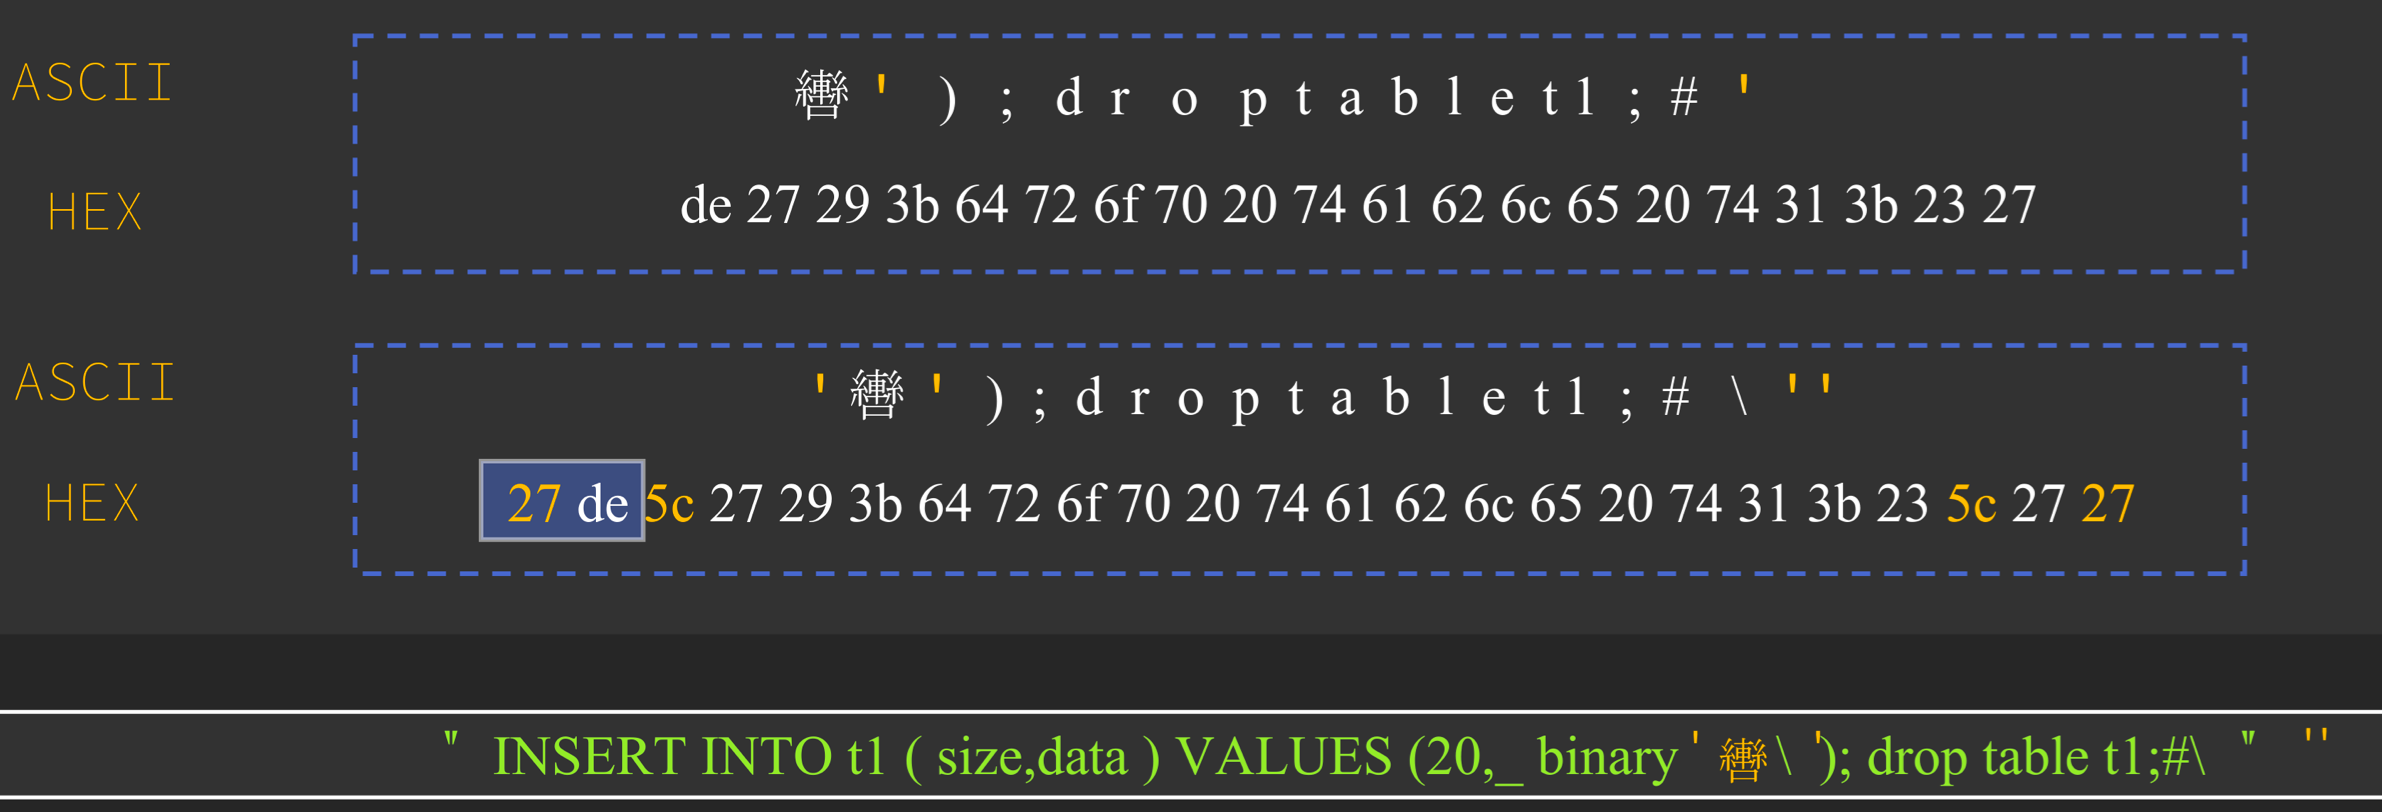 ASCII
轡' ) ; d r o p t a b l e t1 ; # '
HEX
de 27 29 3b 64 72 6f 70 20 74 61 62 6c 65 20 74 31 3b 23 27
ASCII
'轡' ) ; d r o p t a b l e t1 ; # \ ' '
HEX
27 de 5c 27 29 3b 64 72 6f 70 20 74 61 62 6c 65 20 74 31 3b 23 5c 27 27
" INSERT INTO t1 ( size,data ) VALUES (20,_ binary ' 轡 \ '); drop table t1;#\ " ' '